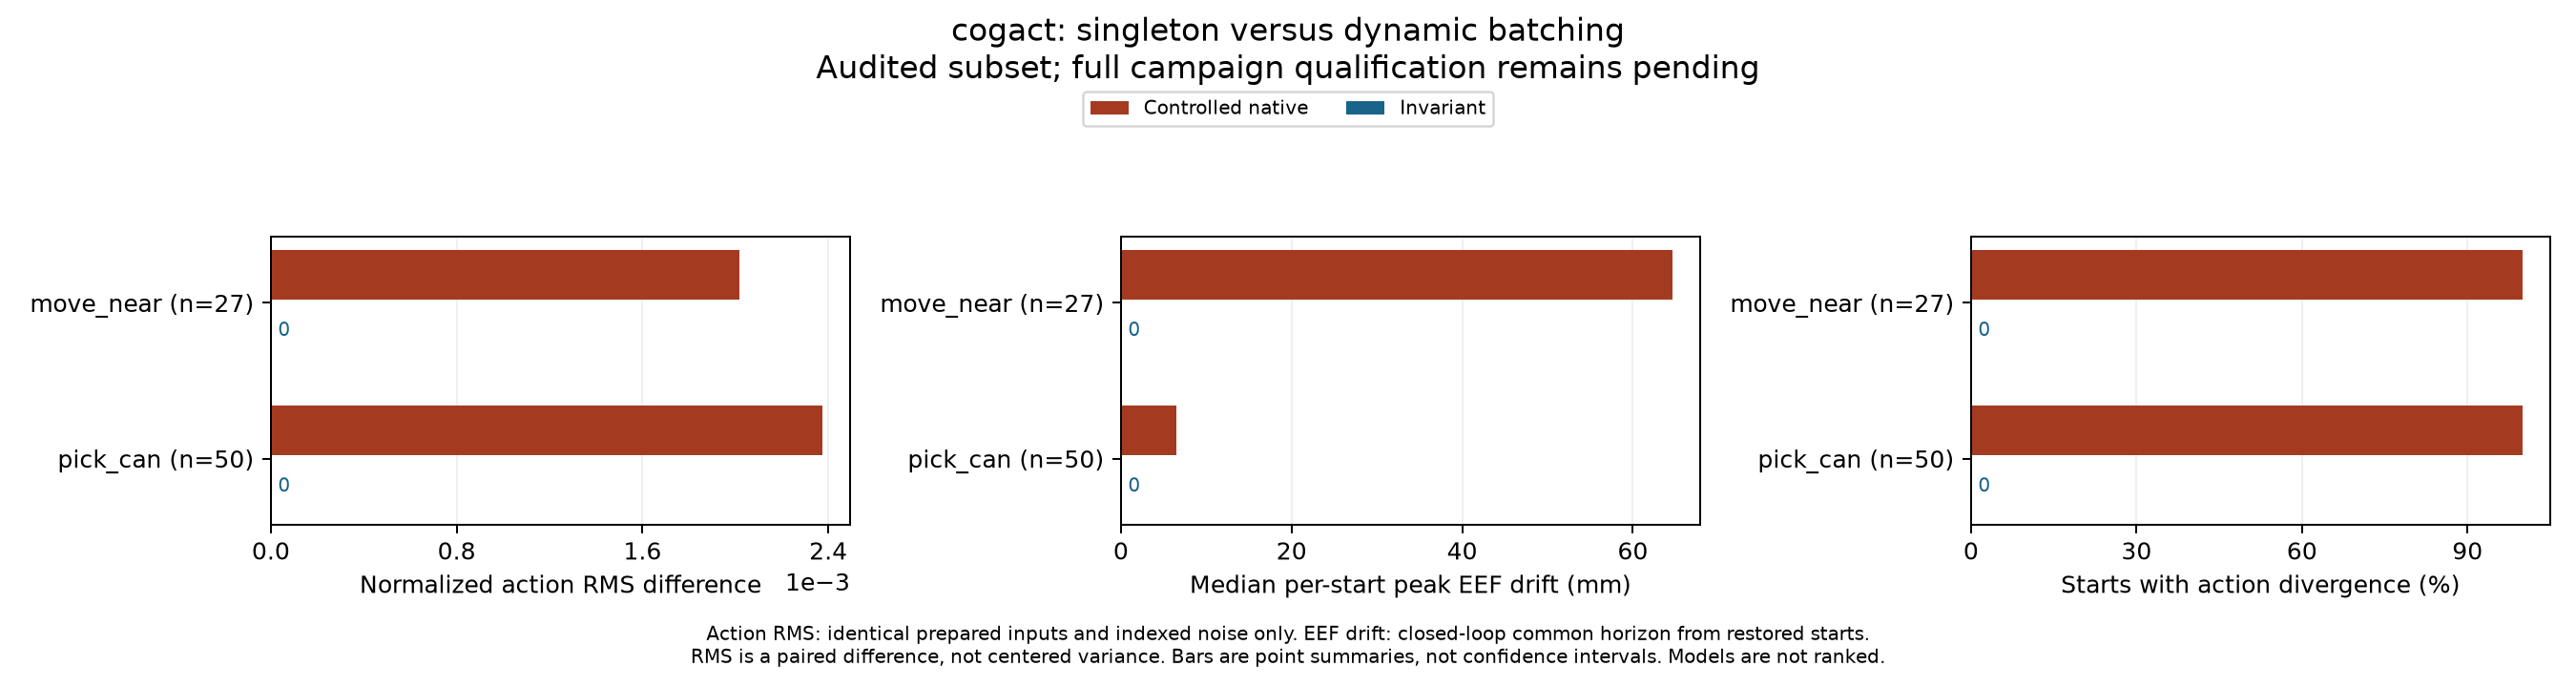 cogact: singleton versus dynamic batching
Audited subset; full campaign qualification remains pending
Controlled native
Invariant
move_near (n=27)
0
pick_can (n=50)
0
0.0 0.8 1.6 2.4
Normalized action RMS difference 1e−3
move_near (n=27)
0
pick_can (n=50)
0
0 20 40 60
Median per-start peak EEF drift (mm)
move_near (n=27)
0
pick_can (n=50)
0
0 30 60 90
Starts with action divergence (%)
Action RMS: identical prepared inputs and indexed noise only. EEF drift: closed-loop common horizon from restored starts.
RMS is a paired difference, not centered variance. Bars are point summaries, not confidence intervals. Models are not ranked.